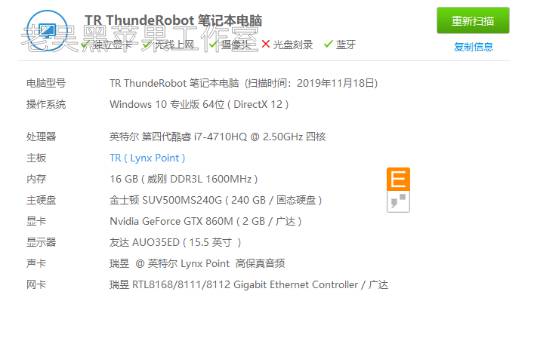 TR ThundeRobot 笔记本电脑
重新扫描
老吴黑苹果工作室
独立显卡 无线上网 摄像头 光盘刻录 蓝牙
复制信息
电脑型号 TR ThundeRobot 笔记本电脑 (扫描时间：2019年11月18日)
操作系统 Windows 10 专业版 64位 ( DirectX 12 )
处理器 英特尔 第四代酷睿 i7-4710HQ @ 2.50GHz 四核
主板 TR ( Lynx Point )
内存 16 GB ( 威刚 DDR3L 1600MHz )
主硬盘 金士顿 SUV500MS240G ( 240 GB / 固态硬盘 )
显卡 Nvidia GeForce GTX 860M ( 2 GB / 广达 )
显示器 友达 AUO35ED ( 15.5 英寸 )
声卡 瑞昱 @ 英特尔 Lynx Point 高保真音频
网卡 瑞昱 RTL8168/8111/8112 Gigabit Ethernet Controller / 广达